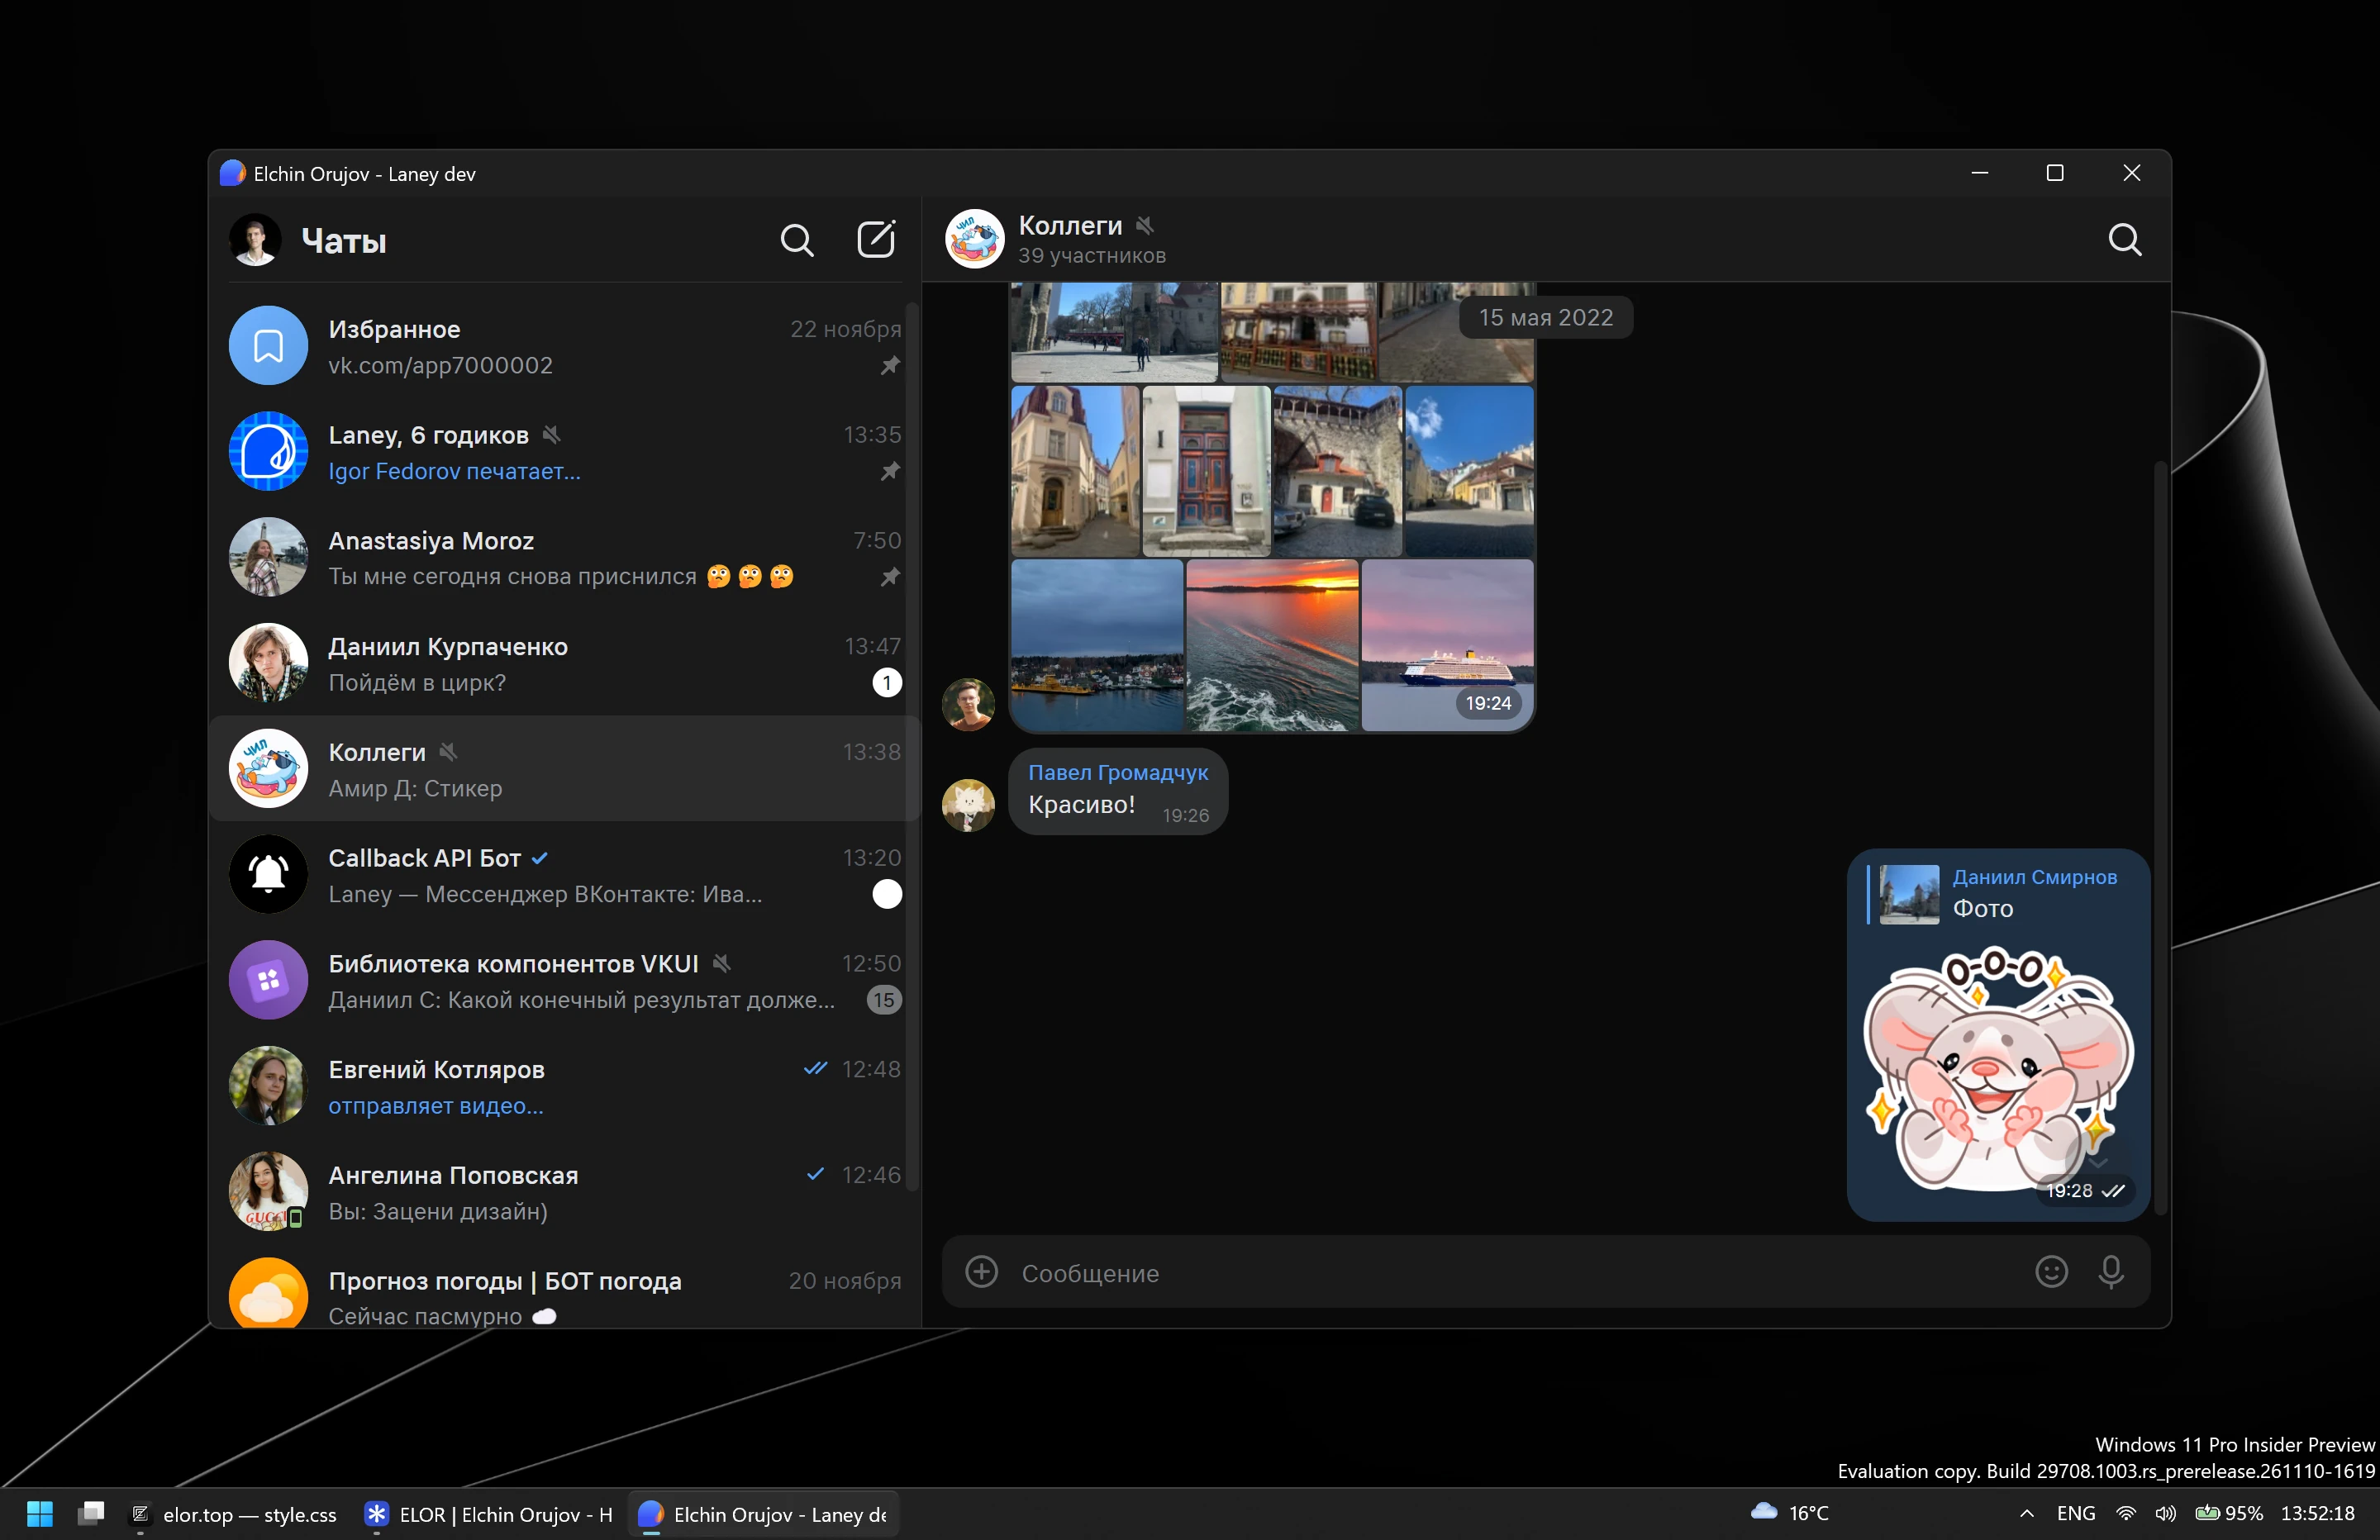 Elchin Orujov - Laney dev
Чаты
Избранное
22 ноября
vk.com/app7000002
Laney, 6 годиков
13:35
Igor Fedorov печатает...
Anastasiya Moroz
7:50
Ты мне сегодня снова приснился 🤔🤔🤔
Даниил Курпаченко
13:47
Пойдём в цирк?
1
Коллеги
13:38
Амир Д: Стикер
Callback API Бот
13:20
Laney — Мессенджер ВКонтакте: Ива...
Библиотека компонентов VKUI
12:50
Даниил С: Какой конечный результат долже...
15
Евгений Котляров
12:48
отправляет видео...
Ангелина Поповская
12:46
Вы: Зацени дизайн)
Прогноз погоды | БОТ погода
20 ноября
Сейчас пасмурно ☁
Коллеги
39 участников
15 мая 2022
19:24
Павел Громадчук
Красиво!
19:26
Даниил Смирнов
Фото
19:28
Сообщение
Windows 11 Pro Insider Preview
Evaluation copy. Build 29708.1003.rs_prerelease.261110-1619
elor.top — style.css
ELOR | Elchin Orujov - H
Elchin Orujov - Laney de
16°C
ENG
95%
13:52:18
ЧИЛ
ЧИЛ
GUCCI